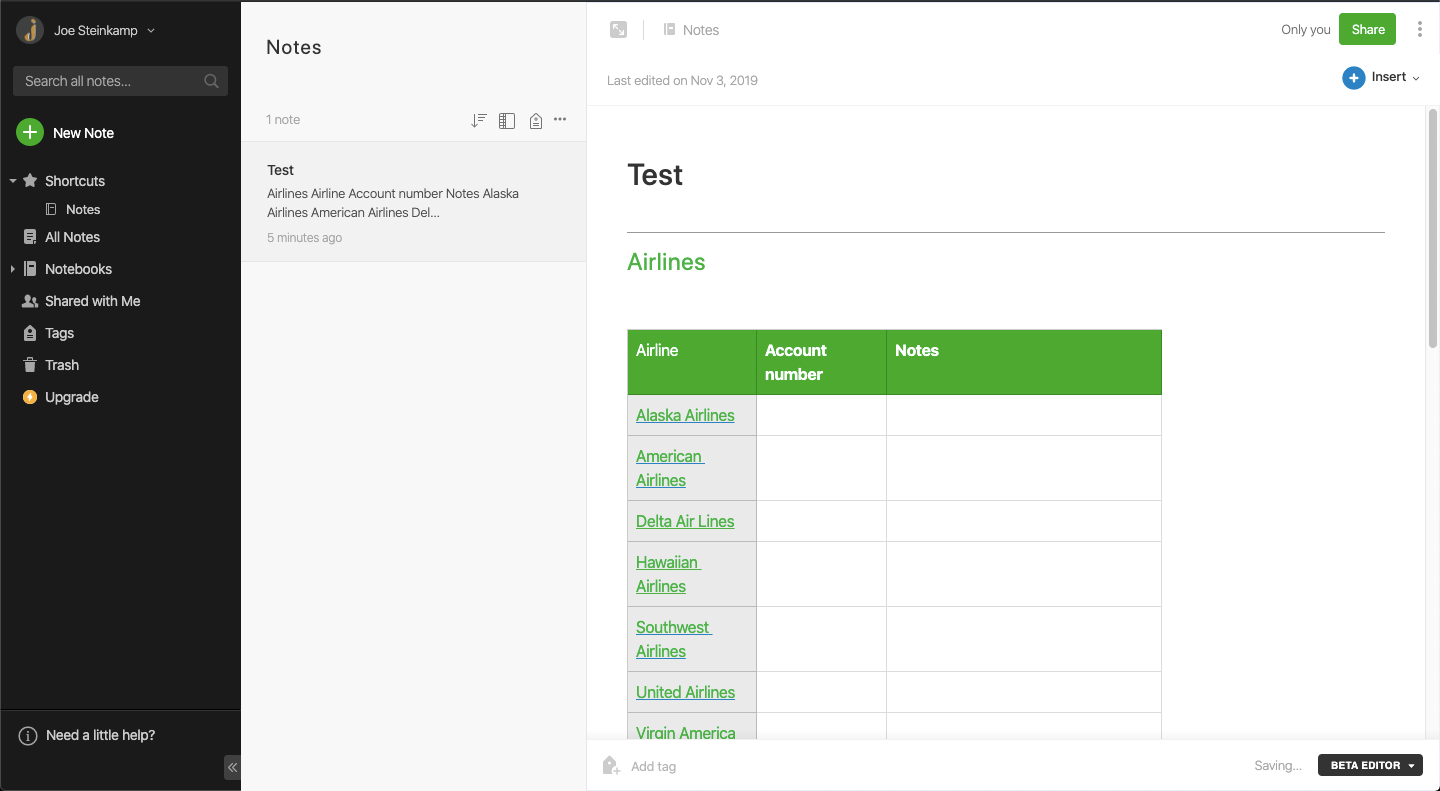 Joe Steinkamp
Search all notes...
New Note
Shortcuts
Notes
All Notes
Notebooks
Shared with Me
Tags
Trash
Upgrade
Need a little help?
Notes
1 note
Test
Airlines Airline Account number Notes Alaska
Airlines American Airlines Del...
5 minutes ago
Notes
Only you
Share
Last edited on Nov 3, 2019
Insert
Test
Airlines
Airline
Account
number
Notes
Alaska Airlines
American
Airlines
Delta Air Lines
Hawaiian
Airlines
Southwest
Airlines
United Airlines
Virgin America
Add tag
Saving...
BETA EDITOR